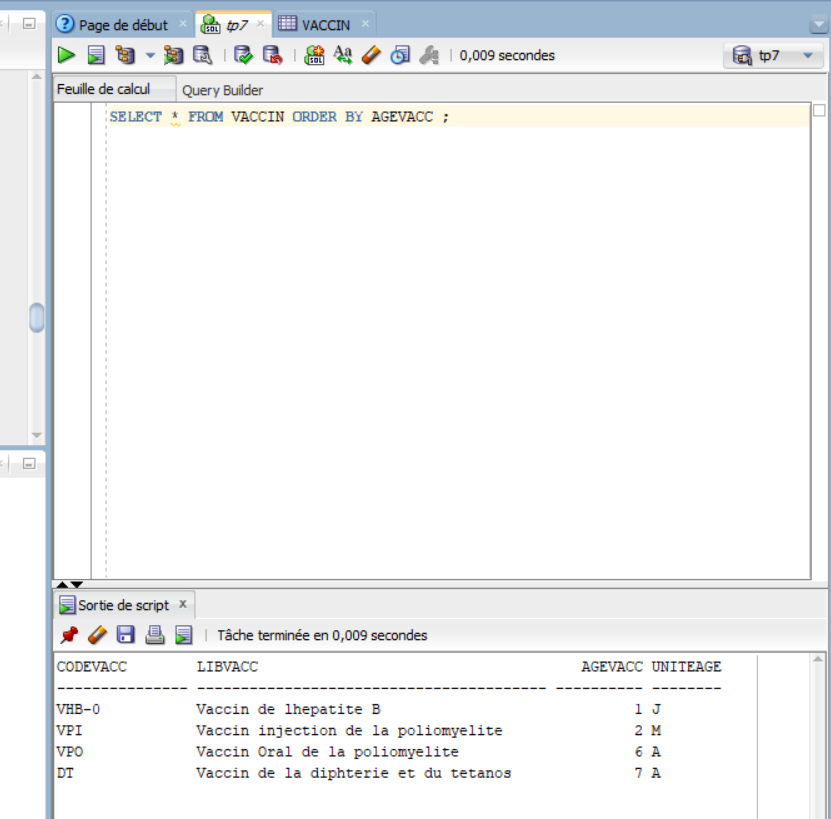 Page de début
tp7
VACCIN
0,009 secondes
tp7
Feuille de calcul
Query Builder
SELECT * FROM VACCIN ORDER BY AGEVACC ;
Sortie de script
Tâche terminée en 0,009 secondes
CODEVACC LIBVACC AGEVACC UNITEAGE
--------------- ---------------------------------------- ---------- --------
VHB-0 Vaccin de lhepatite B 1 J
VPI Vaccin injection de la poliomyelite 2 M
VPO Vaccin Oral de la poliomyelite 6 A
DT Vaccin de la diphterie et du tetanos 7 A